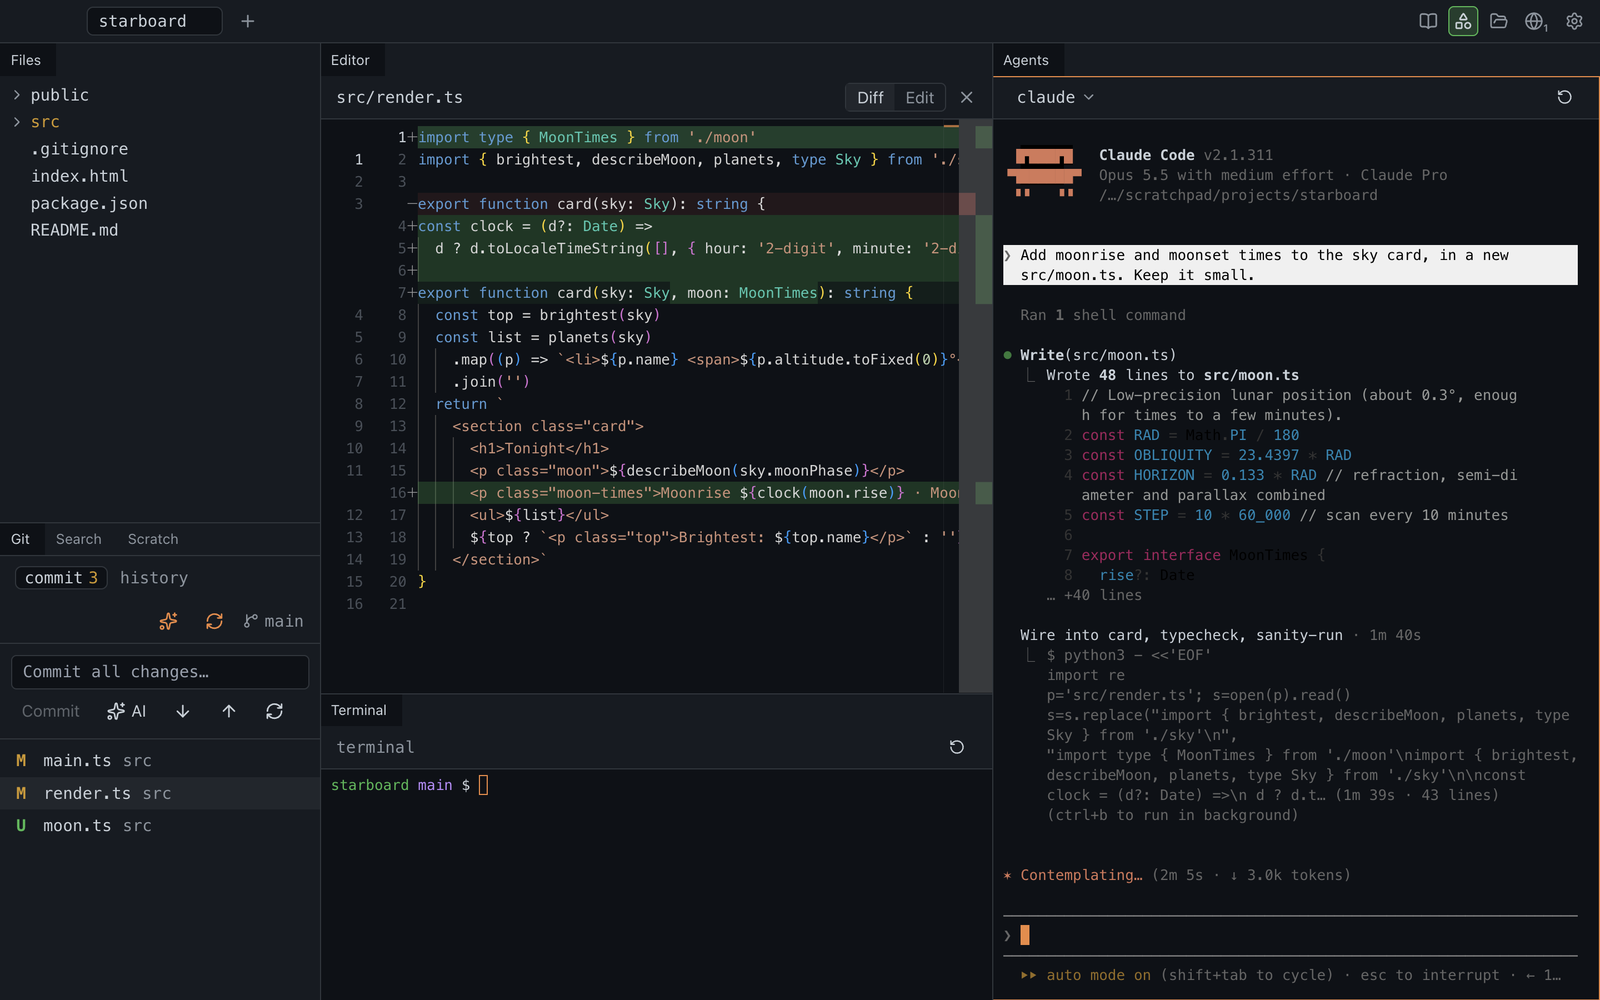 starboard
Files
public
src
.gitignore
index.html
package.json
README.md
Git Search Scratch
commit 3 history
main
Commit all changes…
Commit AI
M main.ts src
M render.ts src
U moon.ts src
Editor
src/render.ts
Diff Edit
1+import type { MoonTimes } from './moon'
1 2 import { brightest, describeMoon, planets, type Sky } from './
2 3
3 −export function card(sky: Sky): string {
4+const clock = (d?: Date) =>
5+ d ? d.toLocaleTimeString([], { hour: '2-digit', minute: '2-d
6+
7+export function card(sky: Sky, moon: MoonTimes): string {
4 8 const top = brightest(sky)
5 9 const list = planets(sky)
6 10 .map((p) => `<li>${p.name} <span>${p.altitude.toFixed(0)}°
7 11 .join('')
8 12 return `
9 13 <section class="card">
10 14 <h1>Tonight</h1>
11 15 <p class="moon">${describeMoon(sky.moonPhase)}</p>
16+ <p class="moon-times">Moonrise ${clock(moon.rise)} · Moo
12 17 <ul>${list}</ul>
13 18 ${top ? `<p class="top">Brightest: ${top.name}</p>` : ''
14 19 </section>`
15 20 }
16 21
Terminal
terminal
starboard main $
Agents
claude
Claude Code v2.1.311
Opus 5.5 with medium effort · Claude Pro
/…/scratchpad/projects/starboard
❯ Add moonrise and moonset times to the sky card, in a new
src/moon.ts. Keep it small.
Ran 1 shell command
● Write(src/moon.ts)
⎿ Wrote 48 lines to src/moon.ts
1 // Low-precision lunar position (about 0.3°, enoug
h for times to a few minutes).
2 const RAD = Math.PI / 180
3 const OBLIQUITY = 23.4397 * RAD
4 const HORIZON = 0.133 * RAD // refraction, semi-di
ameter and parallax combined
5 const STEP = 10 * 60_000 // scan every 10 minutes
6
7 export interface MoonTimes {
8 rise?: Date
… +40 lines
Wire into card, typecheck, sanity-run · 1m 40s
⎿ $ python3 - <<'EOF'
import re
p='src/render.ts'; s=open(p).read()
s=s.replace("import { brightest, describeMoon, planets, type
Sky } from './sky'\n",
"import type { MoonTimes } from './moon'\nimport { brightest,
describeMoon, planets, type Sky } from './sky'\n\nconst
clock = (d?: Date) =>\n d ? d.t… (1m 39s · 43 lines)
(ctrl+b to run in background)
✶ Contemplating… (2m 5s · ↓ 3.0k tokens)
❯
⏵⏵ auto mode on (shift+tab to cycle) · esc to interrupt · ← 1…
1